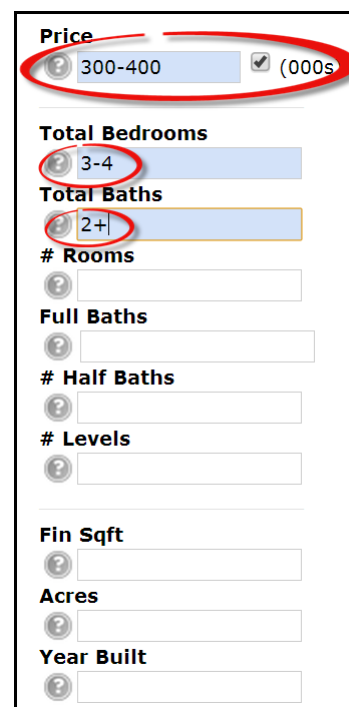 Price
300-400 (000s
Total Bedrooms
3-4
Total Baths
2+
# Rooms
Full Baths
# Half Baths
# Levels
Fin Sqft
Acres
Year Built